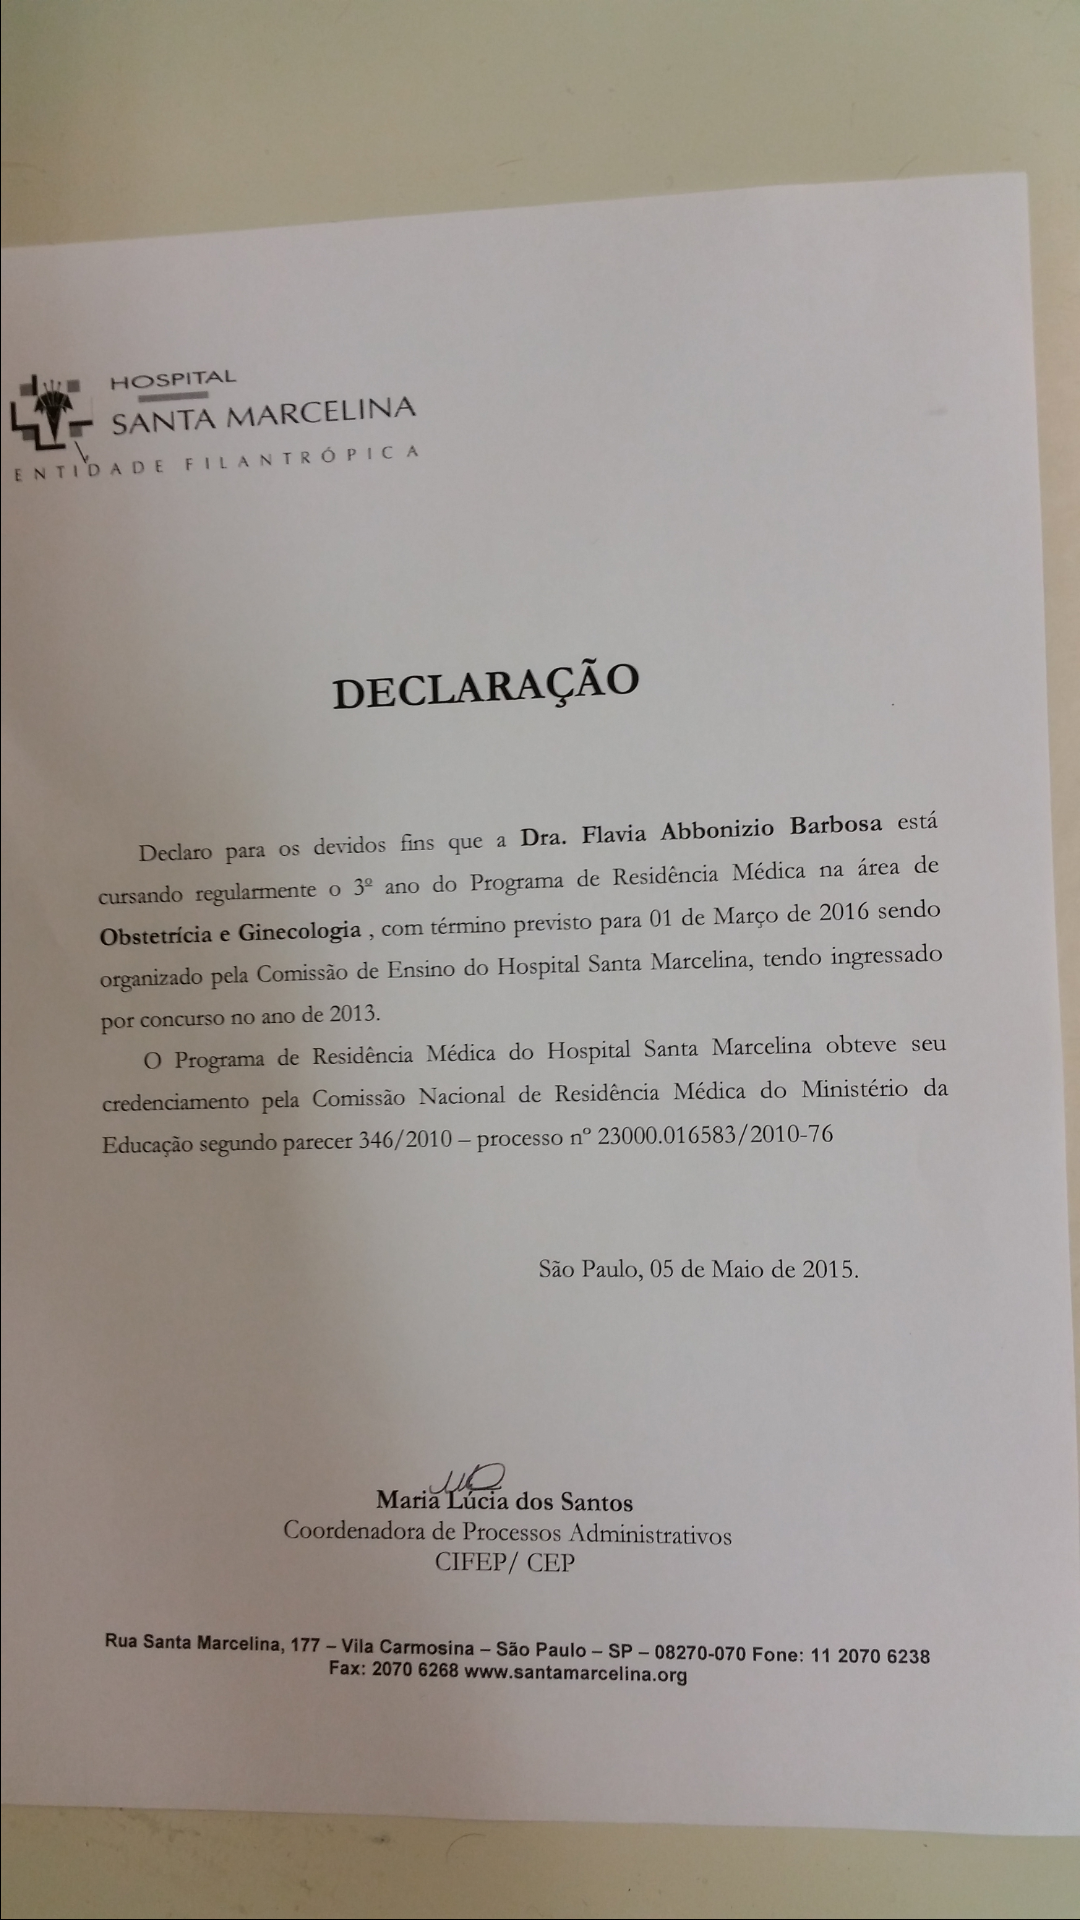 HOSPITAL
SANTA MARCELINA
ENTIDADE FILANTRÓPICA
DECLARAÇÃO
Declaro para os devidos fins que a Dra. Flavia Abbonizio Barbosa está
cursando regularmente o 3º ano do Programa de Residência Médica na área de
Obstetrícia e Ginecologia , com término previsto para 01 de Março de 2016 sendo
organizado pela Comissão de Ensino do Hospital Santa Marcelina, tendo ingressado
por concurso no ano de 2013.
O Programa de Residência Médica do Hospital Santa Marcelina obteve seu
credenciamento pela Comissão Nacional de Residência Médica do Ministério da
Educação segundo parecer 346/2010 – processo nº 23000.016583/2010-76
São Paulo, 05 de Maio de 2015.
Maria Lúcia dos Santos
Coordenadora de Processos Administrativos
CIFEP/ CEP
Rua Santa Marcelina, 177 – Vila Carmosina – São Paulo – SP – 08270-070 Fone: 11 2070 6238
Fax: 2070 6268 www.santamarcelina.org